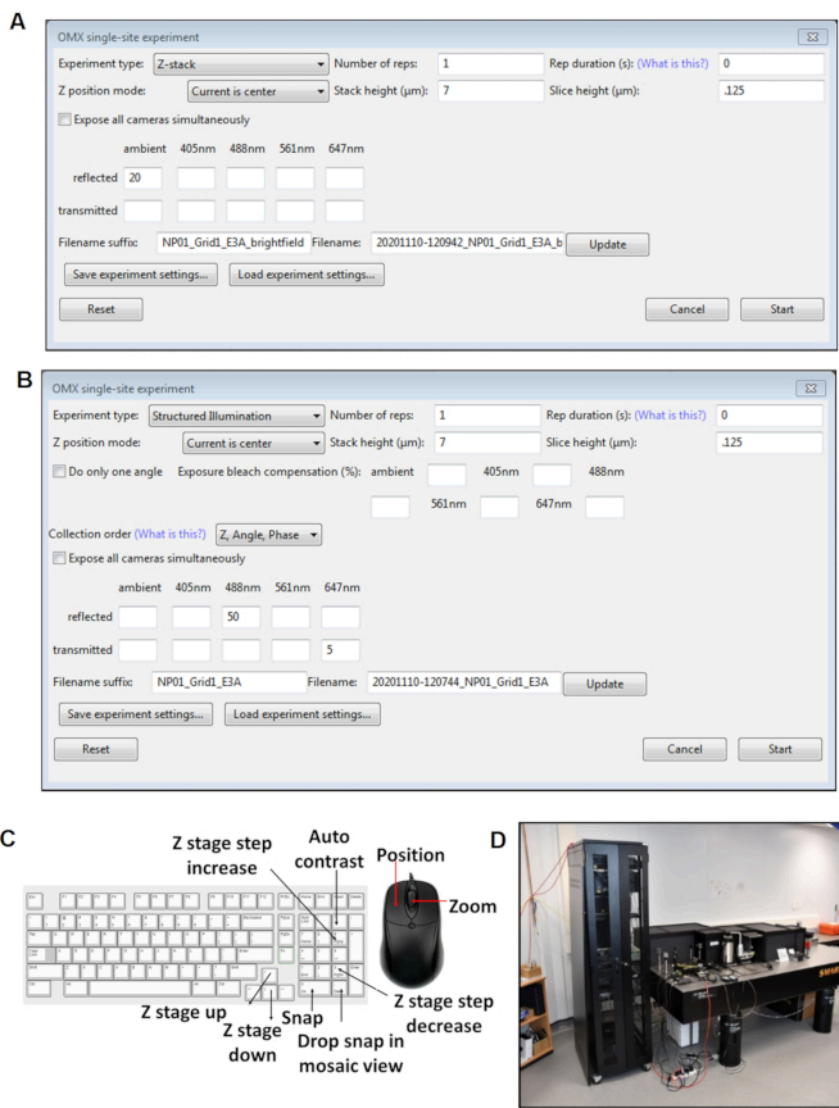 A
OMX single-site experiment
Experiment type: Z-stack Number of reps: 1 Rep duration (s): (What is this?) 0
Z position mode: Current is center Stack height (μm): 7 Slice height (μm): .125
Expose all cameras simultaneously
ambient 405nm 488nm 561nm 647nm
reflected 20
transmitted
Filename suffix: NP01_Grid1_E3A_brightfield Filename: 20201110-120942_NP01_Grid1_E3A_b Update
Save experiment settings... Load experiment settings...
Reset Cancel Start
B
OMX single-site experiment
Experiment type: Structured Illumination Number of reps: 1 Rep duration (s): (What is this?) 0
Z position mode: Current is center Stack height (μm): 7 Slice height (μm): .125
Do only one angle Exposure bleach compensation (%): ambient 405nm 488nm
561nm 647nm
Collection order (What is this?) Z, Angle, Phase
Expose all cameras simultaneously
ambient 405nm 488nm 561nm 647nm
reflected 50
transmitted 5
Filename suffix: NP01_Grid1_E3A Filename: 20201110-120744_NP01_Grid1_E3A Update
Save experiment settings... Load experiment settings...
Reset Cancel Start
C
Z stage step
increase
Auto
contrast
Position
Zoom
Z stage up
Z stage
down
Snap
Drop snap in
mosaic view
Z stage step
decrease
D